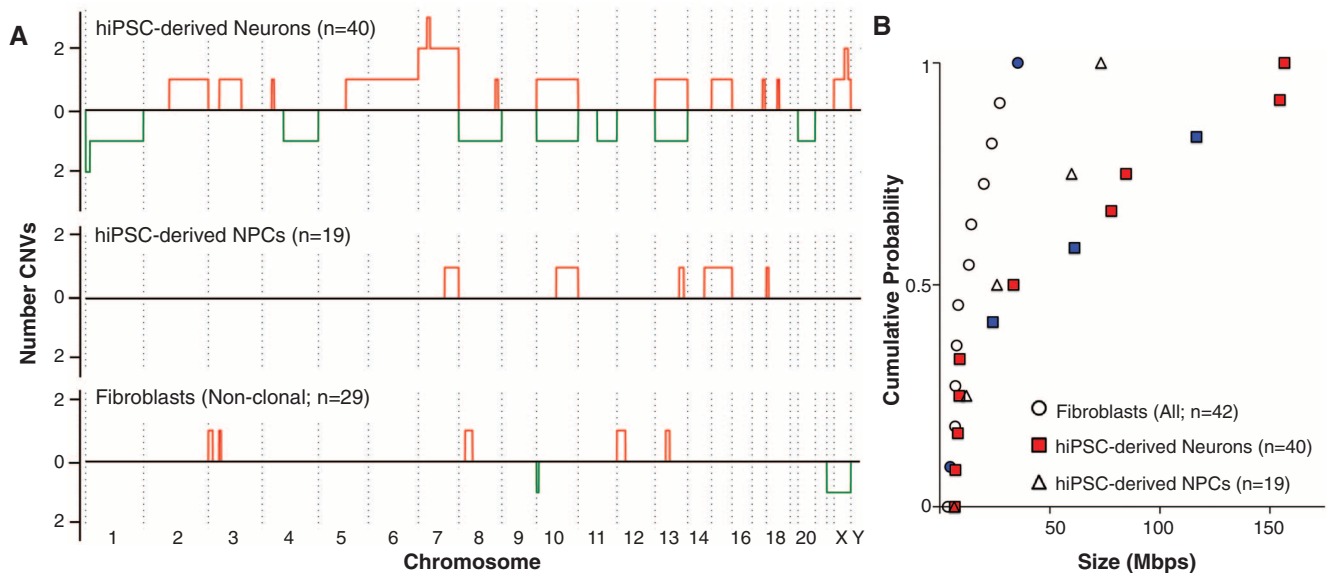 A
hiPSC-derived Neurons (n=40)
2
0
2
hiPSC-derived NPCs (n=19)
2
0
2
Fibroblasts (Non-clonal; n=29)
2
0
2
Number CNVs
1 2 3 4 5 6 7 8 9 10 11 12 13 14 16 18 20 X Y
Chromosome
B
1
0.5
0
Cumulative Probability
Fibroblasts (All; n=42)
hiPSC-derived Neurons (n=40)
hiPSC-derived NPCs (n=19)
50 100 150
Size (Mbps)